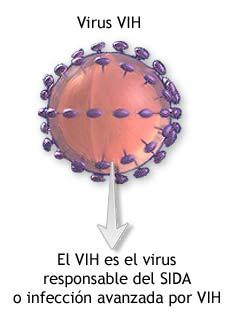 Virus VIH
El VIH es el virus
responsable del SIDA
o infección avanzada por VIH